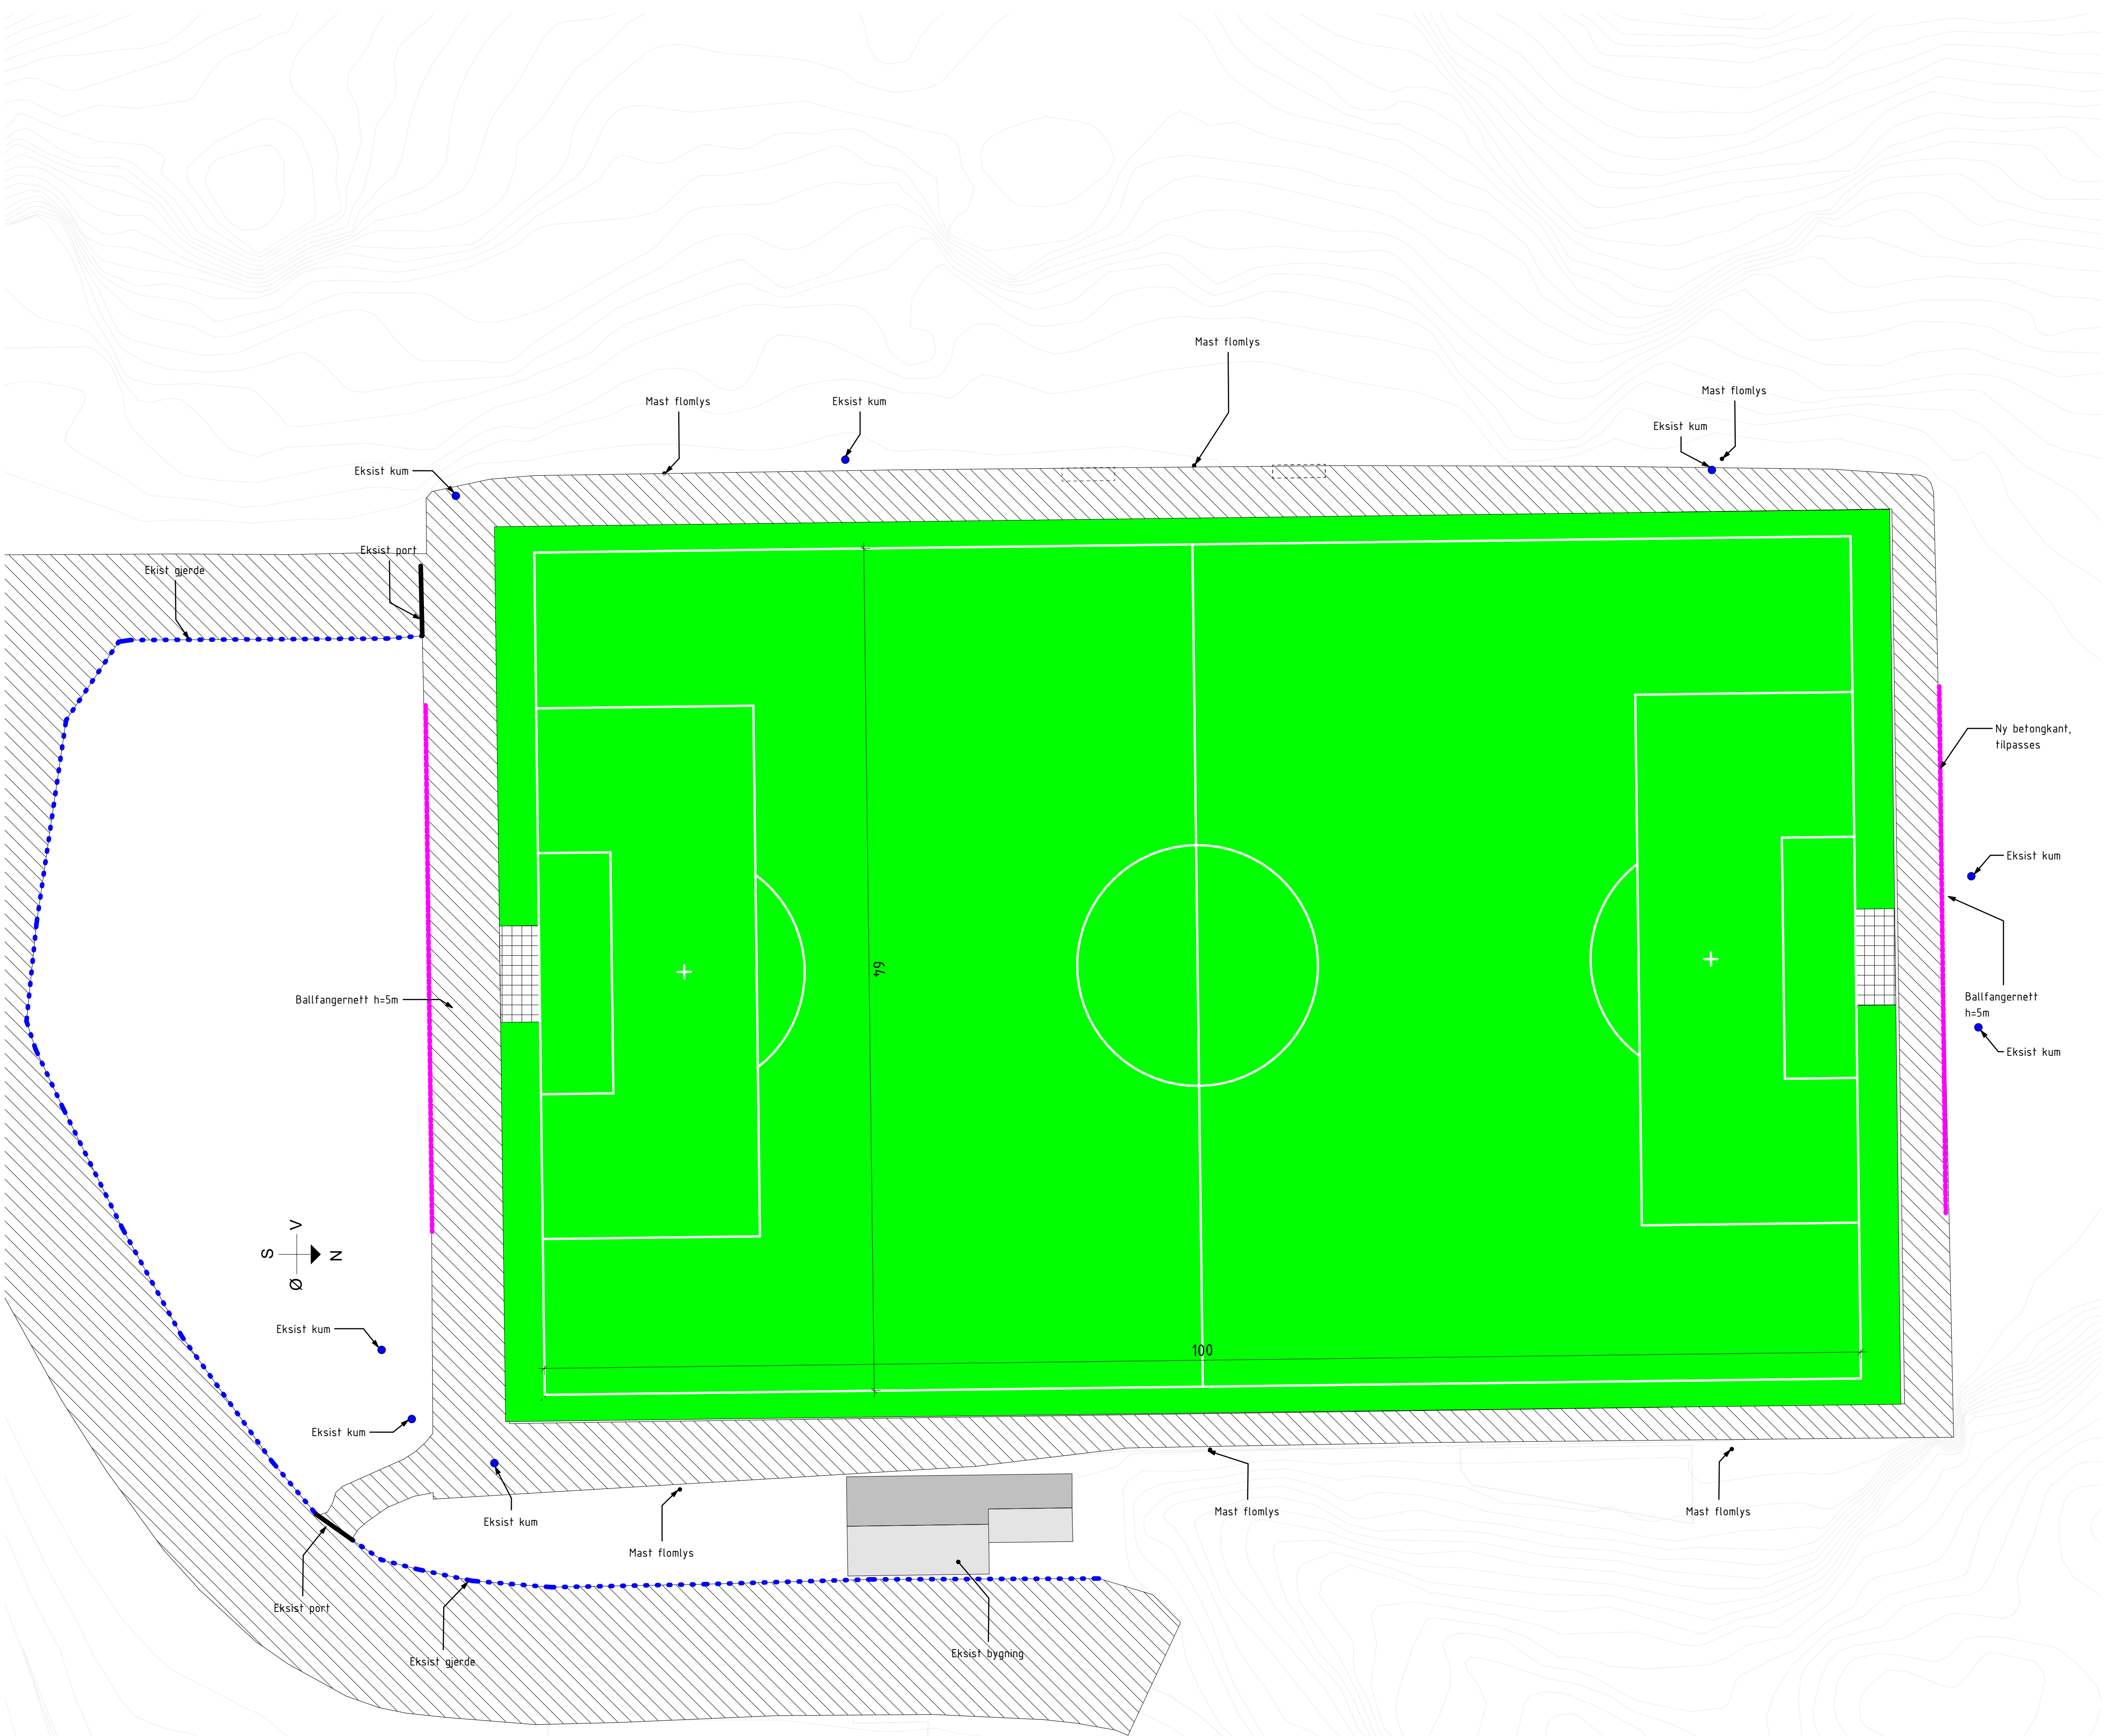 Mast flomlys
Mast flomlys
Mast flomlys
Eksist kum
Eksist kum
Eksist kum
Eksist port
Ekist gjerde
Ny betongkant,
tilpasses
Eksist kum
64
Ballfangernett h=5m
Ballfangernett
h=5m
Eksist kum
V
S
N
Ø
Eksist kum
100
Eksist kum
Eksist kum
Mast flomlys
Mast flomlys
Mast flomlys
Eksist port
Eksist gjerde
Eksist bygning